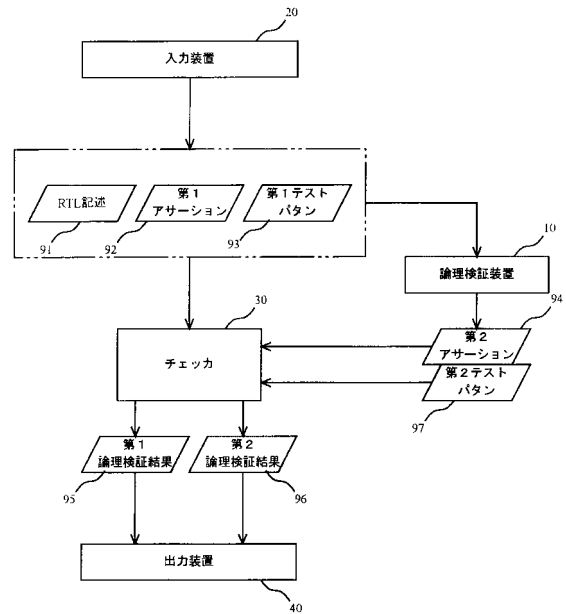 20
入力装置
RTL記述
第1
アサーション
第1テスト
パタン
91
92
93
10
論理検証装置
94
30
チェッカ
第2
アサーション
第2テスト
パタン
97
第1
論理検証結果
第2
論理検証結果
95
96
出力装置
40